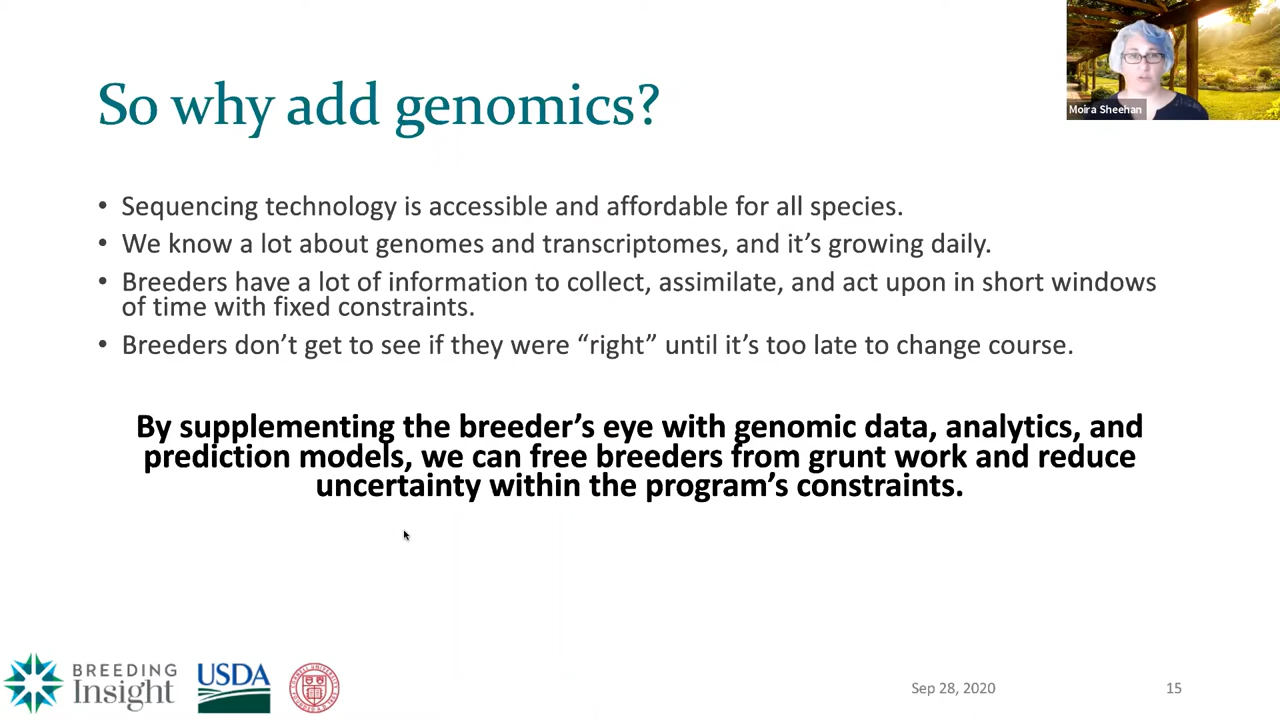 So why add genomics?
Moira Sheehan
• Sequencing technology is accessible and affordable for all species.
• We know a lot about genomes and transcriptomes, and it’s growing daily.
• Breeders have a lot of information to collect, assimilate, and act upon in short windows
of time with fixed constraints.
• Breeders don’t get to see if they were “right” until it’s too late to change course.
By supplementing the breeder’s eye with genomic data, analytics, and
prediction models, we can free breeders from grunt work and reduce
uncertainty within the program’s constraints.
BREEDING
Insight
USDA
Sep 28, 2020
15